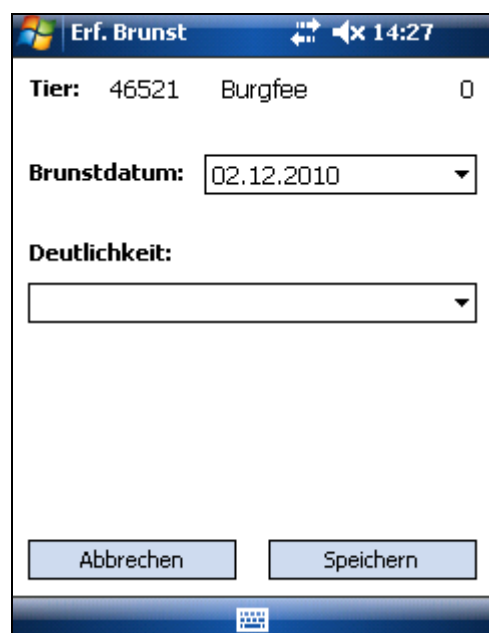 Erf. Brunst 14:27
Tier: 46521 Burgfee 0
Brunstdatum: 02.12.2010
Deutlichkeit:
Abbrechen Speichern